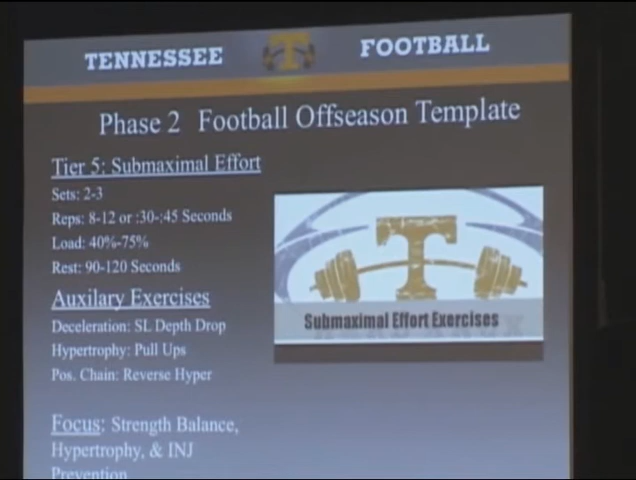 TENNESSEE T FOOTBALL
Phase 2 Football Offseason Template
Tier 5: Submaximal Effort
Sets: 2-3
Reps: 8-12 or :30-:45 Seconds
Load: 40%-75%
Rest: 90-120 Seconds
Auxilary Exercises
Deceleration: SL Depth Drop
Hypertrophy: Pull Ups
Pos. Chain: Reverse Hyper
Focus: Strength Balance,
Hypertrophy, & INJ
Prevention
T
Submaximal Effort Exercises